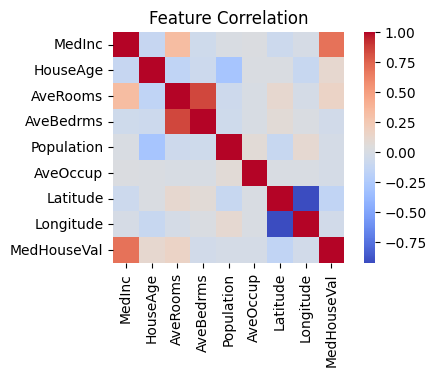 Feature Correlation
MedInc
HouseAge
AveRooms
AveBedrms
Population
AveOccup
Latitude
Longitude
MedHouseVal
MedInc
HouseAge
AveRooms
AveBedrms
Population
AveOccup
Latitude
Longitude
MedHouseVal
1.00
0.75
0.50
0.25
0.00
−0.25
−0.50
−0.75